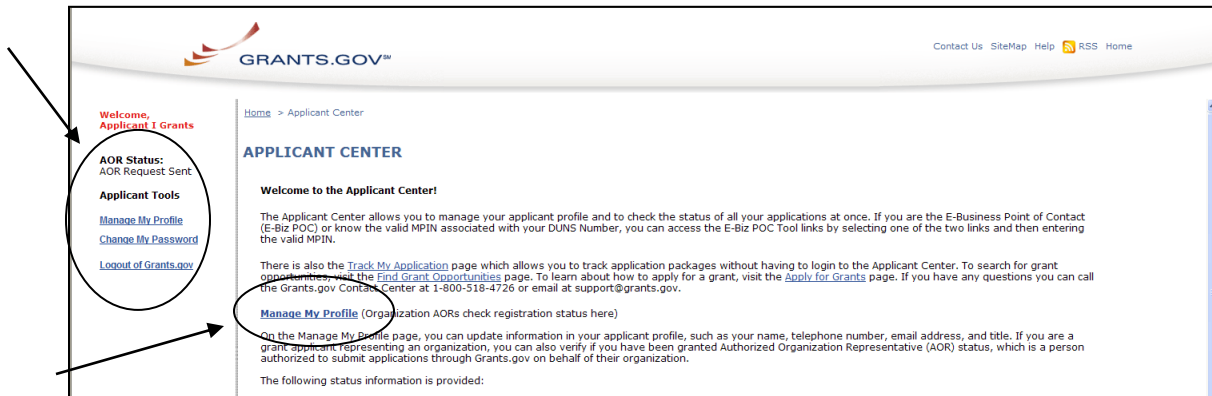 GRANTS.GOV℠
Contact Us SiteMap Help RSS Home
Welcome,
Applicant I Grants
AOR Status:
AOR Request Sent
Applicant Tools
Manage My Profile
Change My Password
Logout of Grants.gov
Home > Applicant Center
APPLICANT CENTER
Welcome to the Applicant Center!
The Applicant Center allows you to manage your applicant profile and to check the status of all your applications at once. If you are the E-Business Point of Contact
(E-Biz POC) or know the valid MPIN associated with your DUNS Number, you can access the E-Biz POC Tool links by selecting one of the two links and then entering
the valid MPIN.
There is also the Track My Application page which allows you to track application packages without having to login to the Applicant Center. To search for grant
opportunities, visit the Find Grant Opportunities page. To learn about how to apply for a grant, visit the Apply for Grants page. If you have any questions you can call
the Grants.gov Contact Center at 1-800-518-4726 or email at support@grants.gov.
Manage My Profile (Organization AORs check registration status here)
On the Manage My Profile page, you can update information in your applicant profile, such as your name, telephone number, email address, and title. If you are a
grant applicant representing an organization, you can also verify if you have been granted Authorized Organization Representative (AOR) status, which is a person
authorized to submit applications through Grants.gov on behalf of their organization.
The following status information is provided: